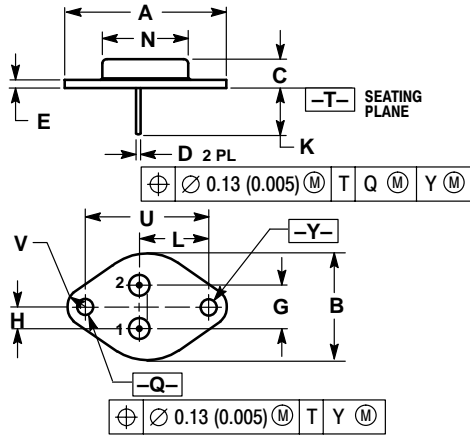 A
N
C
E
–T– SEATING
PLANE
K
D 2 PL
⌖ ∅ 0.13 (0.005) Ⓜ T Q Ⓜ Y Ⓜ
U
V
L
–Y–
2
H
G
B
1
–Q–
⌖ ∅ 0.13 (0.005) Ⓜ T Y Ⓜ